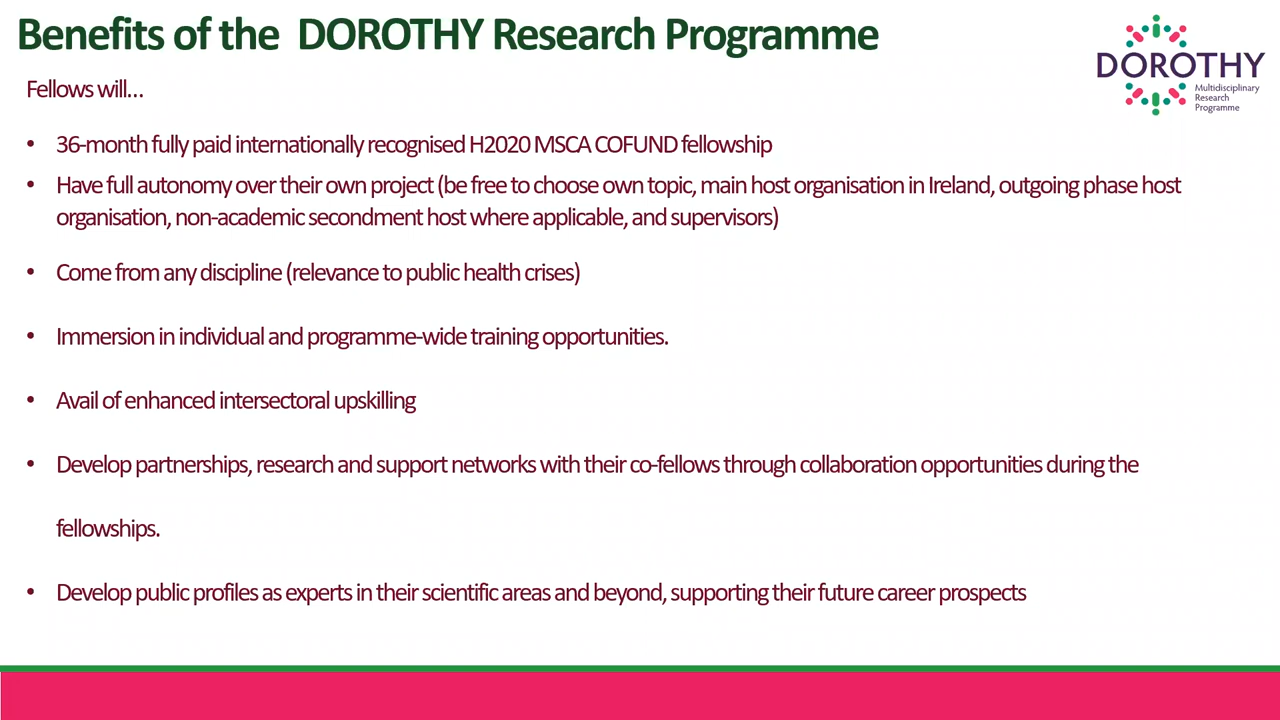 Benefits of the DOROTHY Research Programme
DOROTHY
Multidisciplinary
Research
Programme
Fellows will...
• 36-month fully paid internationally recognised H2020 MSCA COFUND fellowship
• Have full autonomy over their own project (be free to choose own topic, main host organisation in Ireland, outgoing phase host
organisation, non-academic secondment host where applicable, and supervisors)
• Come from any discipline (relevance to public health crises)
• Immersion in individual and programme-wide training opportunities.
• Avail of enhanced intersectoral upskilling
• Develop partnerships, research and support networks with their co-fellows through collaboration opportunities during the
fellowships.
• Develop public profiles as experts in their scientific areas and beyond, supporting their future career prospects